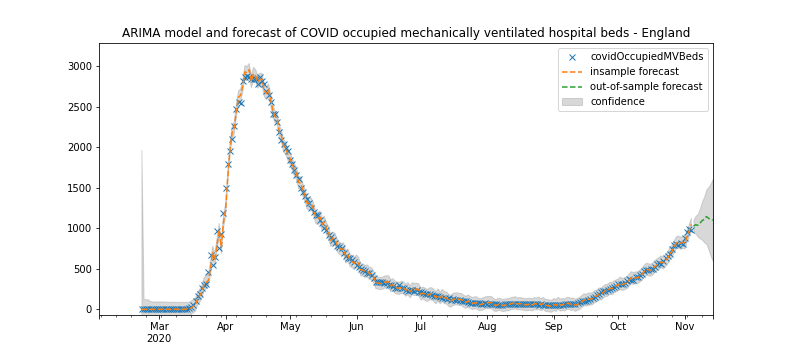 ARIMA model and forecast of COVID occupied mechanically ventilated hospital beds - England
covidOccupiedMVBeds
insample forecast
out-of-sample forecast
confidence
3000
2500
2000
1500
1000
500
0
Mar Apr May Jun Jul Aug Sep Oct Nov
2020